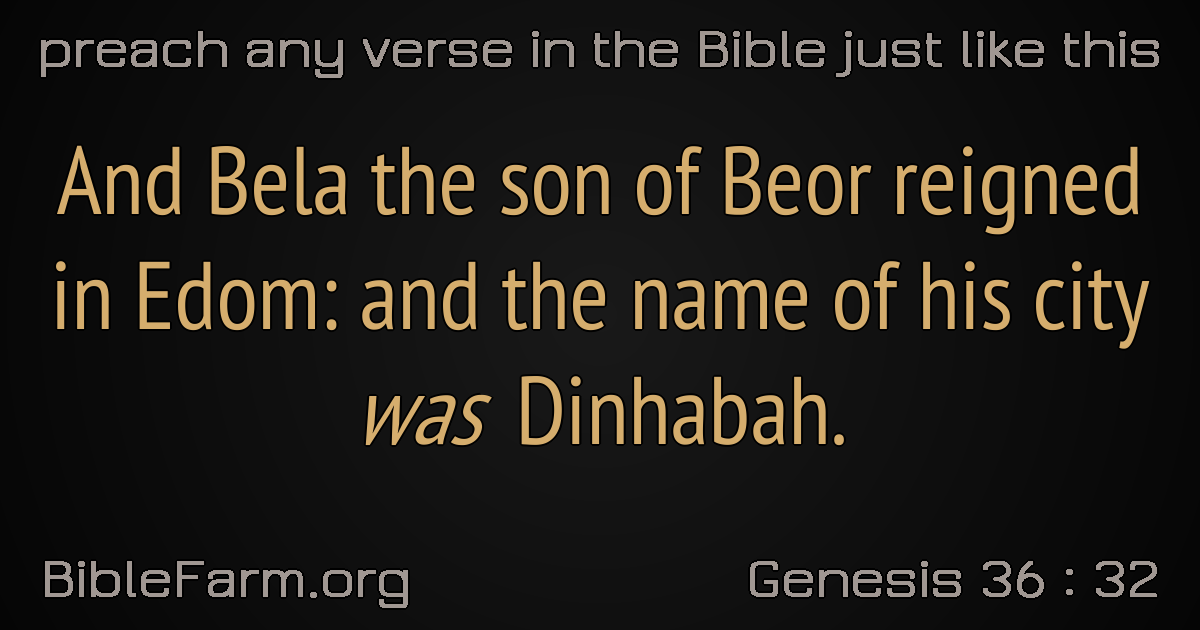 preach any verse in the Bible just like this
And Bela the son of Beor reigned
in Edom: and the name of his city
was Dinhabah.
BibleFarm.org
Genesis 36 : 32